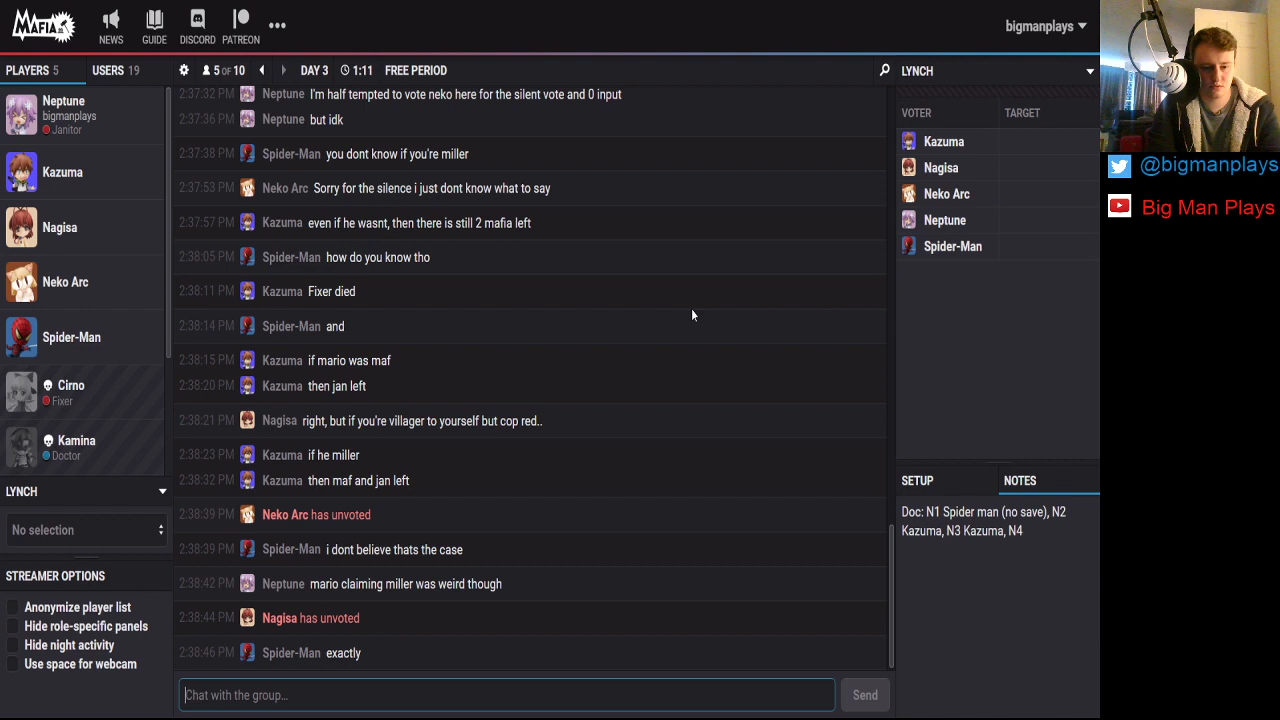 MAFIA
NEWS
GUIDE
DISCORD
PATREON
bigmanplays
PLAYERS 5
USERS 19
5 OF 10
DAY 3
1:11
FREE PERIOD
LYNCH
Neptune
bigmanplays
Janitor
Kazuma
Nagisa
Neko Arc
Spider-Man
Cirno
Fixer
Kamina
Doctor
LYNCH
No selection
STREAMER OPTIONS
Anonymize player list
Hide role-specific panels
Hide night activity
Use space for webcam
2:37:32 PM Neptune I'm half tempted to vote neko here for the silent vote and 0 input
2:37:36 PM Neptune but idk
2:37:38 PM Spider-Man you dont know if you're miller
2:37:53 PM Neko Arc Sorry for the silence i just dont know what to say
2:37:57 PM Kazuma even if he wasnt, then there is still 2 mafia left
2:38:05 PM Spider-Man how do you know tho
2:38:11 PM Kazuma Fixer died
2:38:14 PM Spider-Man and
2:38:15 PM Kazuma if mario was maf
2:38:20 PM Kazuma then jan left
2:38:21 PM Nagisa right, but if you're villager to yourself but cop red..
2:38:23 PM Kazuma if he miller
2:38:32 PM Kazuma then maf and jan left
2:38:39 PM Neko Arc has unvoted
2:38:39 PM Spider-Man i dont believe thats the case
2:38:42 PM Neptune mario claiming miller was weird though
2:38:44 PM Nagisa has unvoted
2:38:46 PM Spider-Man exactly
Chat with the group...
Send
VOTER TARGET
Kazuma
Nagisa
Neko Arc
Neptune
Spider-Man
SETUP
NOTES
Doc: N1 Spider man (no save), N2
Kazuma, N3 Kazuma, N4
@bigmanplays
Big Man Plays